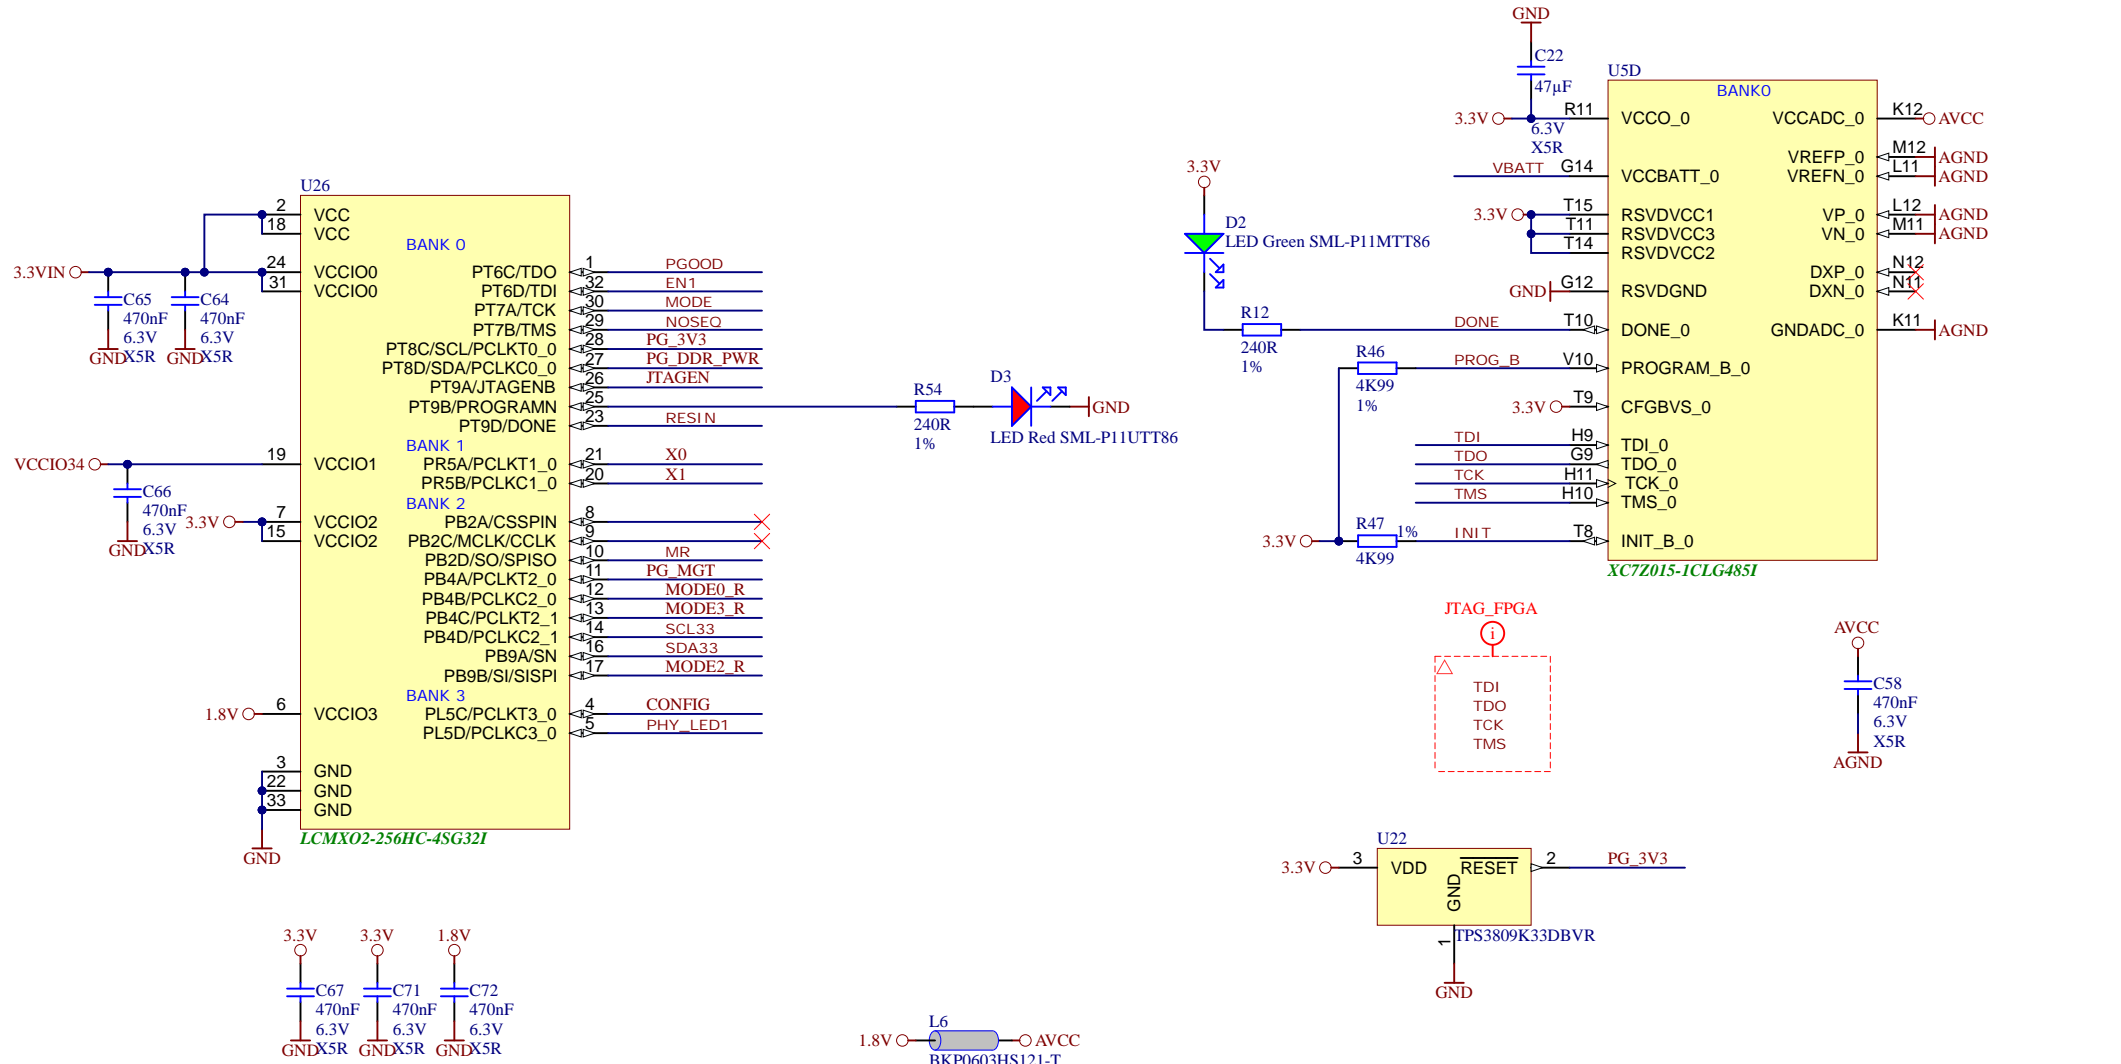 U26
2 VCC
18 VCC
3.3VIN
24 VCCIO0
31 VCCIO0
C65
470nF
6.3V
X5R
GND
C64
470nF
6.3V
X5R
GND
VCCIO34
19 VCCIO1
C66
470nF
6.3V
X5R
GND
3.3V
7 VCCIO2
15 VCCIO2
1.8V
6 VCCIO3
3 GND
22 GND
33 GND
GND
BANK 0
PT6C/TDO 1 PGOOD
PT6D/TDI 32 EN1
PT7A/TCK 30 MODE
PT7B/TMS 29 NOSEQ
PT8C/SCL/PCLKT0_0 28 PG_3V3
PT8D/SDA/PCLKC0_0 27 PG_DDR_PWR
PT9A/JTAGENB 26 JTAGEN
PT9B/PROGRAMN 25
PT9D/DONE 23 RESIN
BANK 1
PR5A/PCLKT1_0 21 X0
PR5B/PCLKC1_0 20 X1
BANK 2
PB2A/CSSPIN 8
PB2C/MCLK/CCLK 9
PB2D/SO/SPISO 10 MR
PB4A/PCLKT2_0 11 PG_MGT
PB4B/PCLKC2_0 12 MODE0_R
PB4C/PCLKT2_1 13 MODE3_R
PB4D/PCLKC2_1 14 SCL33
PB9A/SN 16 SDA33
PB9B/SI/SISPI 17 MODE2_R
BANK 3
PL5C/PCLKT3_0 4 CONFIG
PL5D/PCLKC3_0 5 PHY_LED1
LCMXO2-256HC-4SG32I
R54
240R
1%
D3
LED Red SML-P11UTT86
GND
3.3V
D2
LED Green SML-P11MTT86
R12
240R
1%
R46
4K99
1%
R47 1%
4K99
3.3V
GND
C22
47µF
6.3V
X5R
U5D
BANK0
3.3V R11 VCCO_0
VBATT G14 VCCBATT_0
3.3V T15 RSVDVCC1
T11 RSVDVCC3
T14 RSVDVCC2
GND G12 RSVDGND
DONE T10 DONE_0
PROG_B V10 PROGRAM_B_0
3.3V T9 CFGBVS_0
TDI H9 TDI_0
TDO G9 TDO_0
TCK H11 TCK_0
TMS H10 TMS_0
INIT T8 INIT_B_0
VCCADC_0 K12 AVCC
VREFP_0 M12 AGND
VREFN_0 L11 AGND
VP_0 L12 AGND
VN_0 M11 AGND
DXP_0 N12
DXN_0 N11
GNDADC_0 K11 AGND
XC7Z015-1CLG485I
JTAG_FPGA
i
TDI
TDO
TCK
TMS
AVCC
C58
470nF
6.3V
X5R
AGND
U22
3.3V 3 VDD RESET 2 PG_3V3
GND
1
TPS3809K33DBVR
GND
3.3V
C67
470nF
6.3V
X5R
GND
3.3V
C71
470nF
6.3V
X5R
GND
1.8V
C72
470nF
6.3V
X5R
GND
L6
1.8V AVCC
BKP0603HS121-T